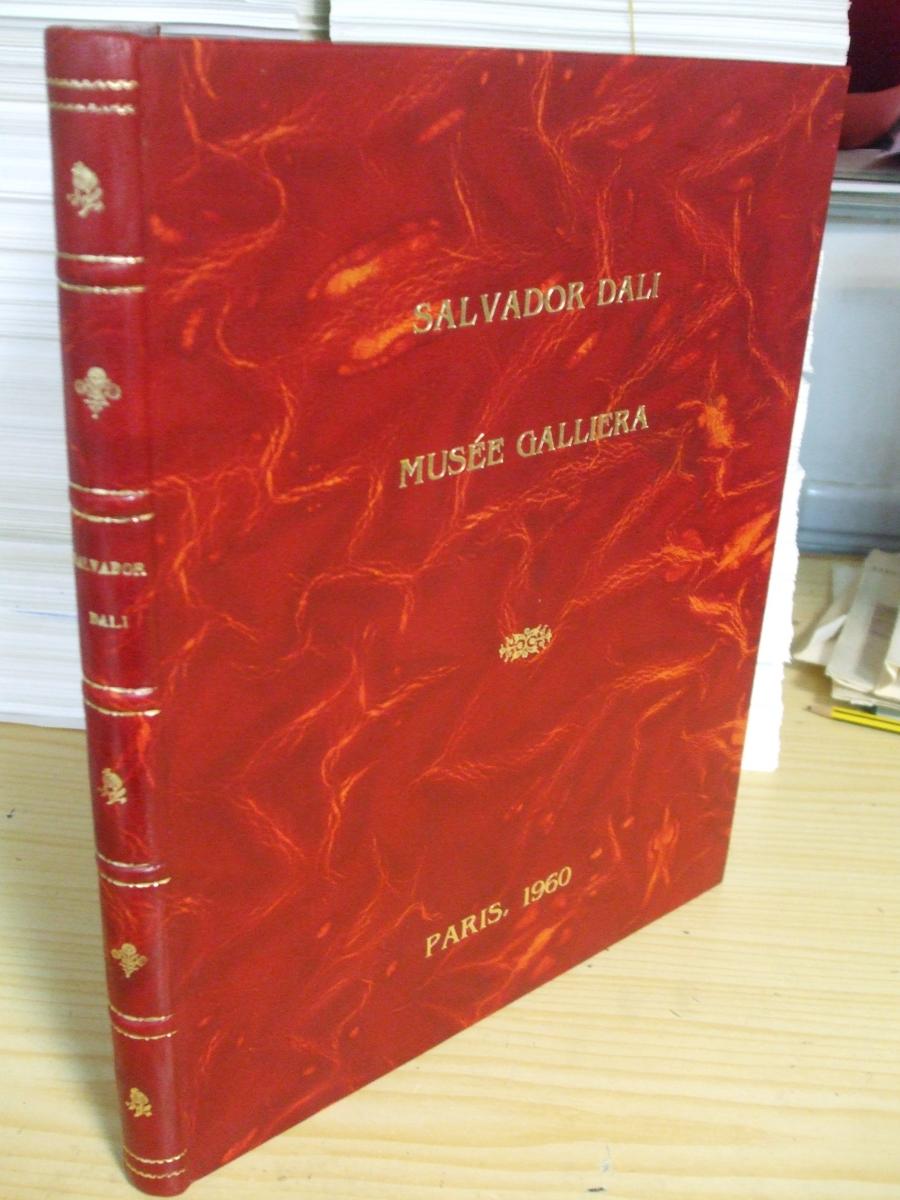 SALVADOR DALI
MUSÉE GALLIERA
PARIS, 1960
SALVADOR
DALI